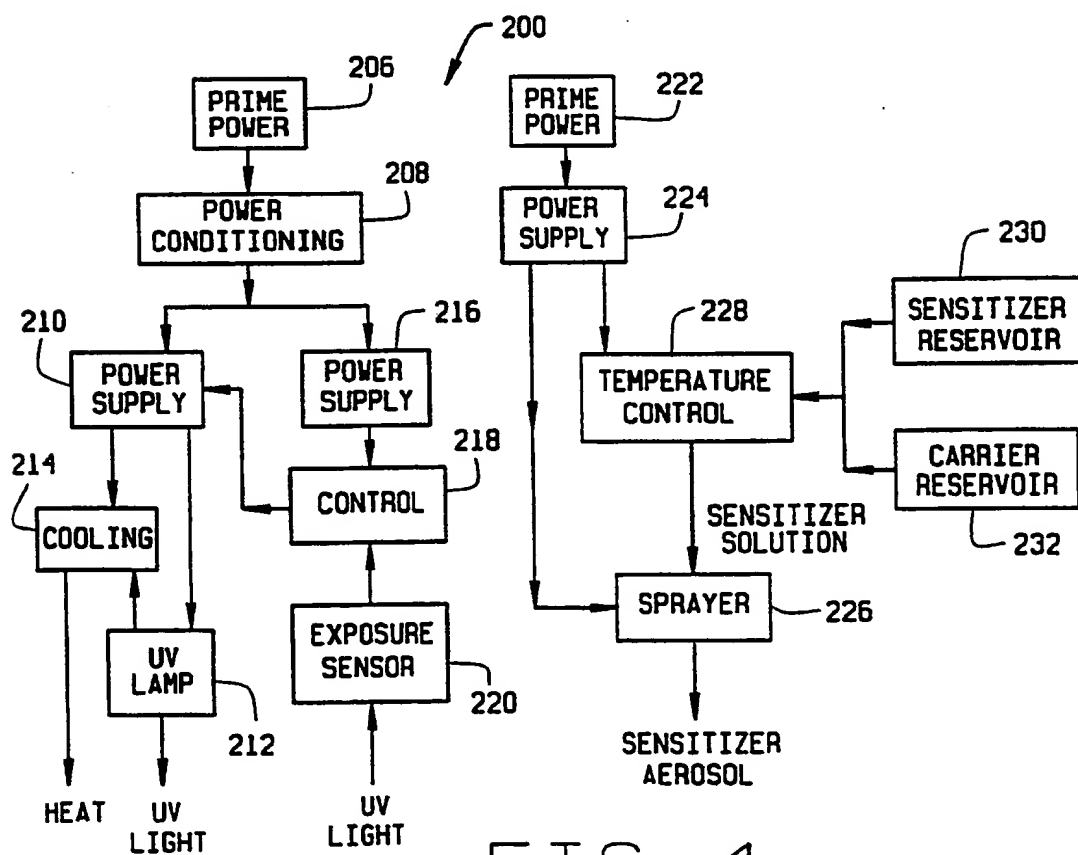 200
206
PRIME
POWER
222
PRIME
POWER
208
POWER
CONDITIONING
224
POWER
SUPPLY
230
SENSITIZER
RESERVOIR
210
POWER
SUPPLY
216
POWER
SUPPLY
228
TEMPERATURE
CONTROL
218
CONTROL
CARRIER
RESERVOIR
232
214
COOLING
SENSITIZER
SOLUTION
SPRAYER
226
EXPOSURE
SENSOR
220
UV
LAMP
212
SENSITIZER
AEROSOL
HEAT
UV
LIGHT
UV
LIGHT